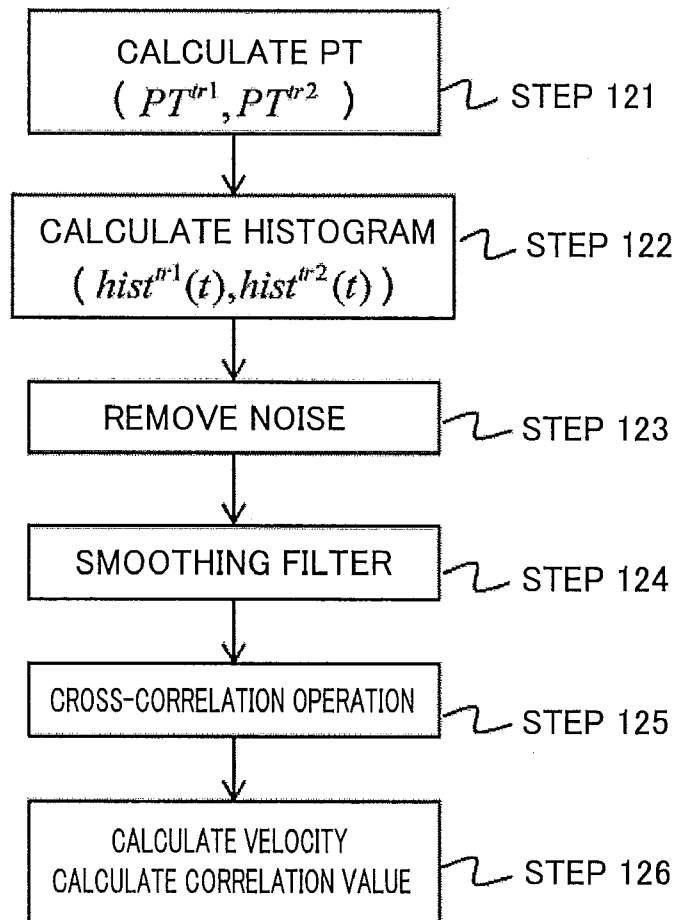 CALCULATE PT
( PT^tr1, PT^tr2 )
STEP 121
CALCULATE HISTOGRAM
( hist^tr1(t), hist^tr2(t) )
STEP 122
REMOVE NOISE
STEP 123
SMOOTHING FILTER
STEP 124
CROSS-CORRELATION OPERATION
STEP 125
CALCULATE VELOCITY
CALCULATE CORRELATION VALUE
STEP 126